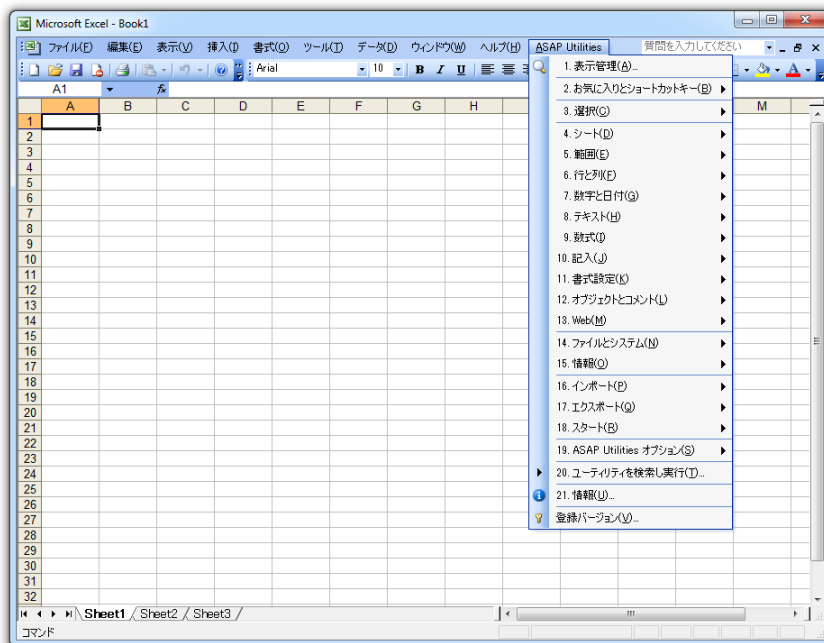 Microsoft Excel - Book1
ファイル(F) 編集(E) 表示(V) 挿入(I) 書式(O) ツール(T) データ(D) ウィンドウ(W) ヘルプ(H) ASAP Utilities 質問を入力してください
Arial 10 B I U
A1 fx
A B C D E F G H M
1
2
3
4
5
6
7
8
9
10
11
12
13
14
15
16
17
18
19
20
21
22
23
24
25
26
27
28
29
30
31
32
1. 表示管理(A)...
2. お気に入りとショートカットキー(B)
3. 選択(C)
4. シート(D)
5. 範囲(E)
6. 行と列(F)
7. 数字と日付(G)
8. テキスト(H)
9. 数式(I)
10. 記入(J)
11. 書式設定(K)
12. オブジェクトとコメント(L)
13. Web(M)
14. ファイルとシステム(N)
15. 情報(O)
16. インポート(P)
17. エクスポート(Q)
18. スタート(R)
19. ASAP Utilities オプション(S)
20. ユーティリティを検索し実行(T)...
21. 情報(U)...
登録バージョン(V)...
Sheet1 Sheet2 Sheet3
コマンド